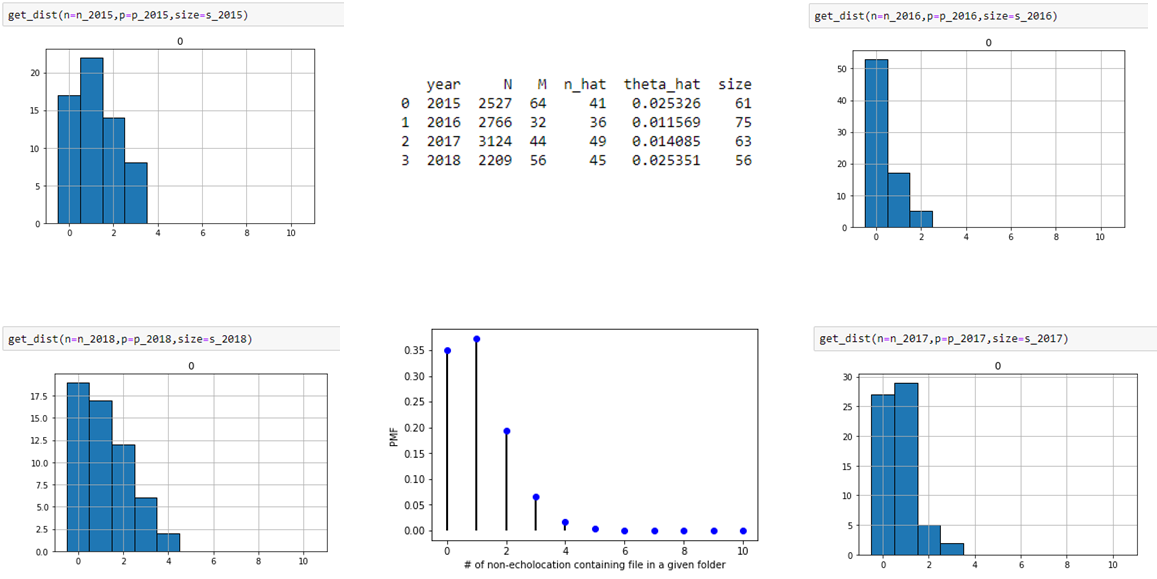 get_dist(n=n_2015,p=p_2015,size=s_2015)
0
20
15
10
5
0
0 2 4 6 8 10
year N M n_hat theta_hat size
0 2015 2527 64 41 0.025326 61
1 2016 2766 32 36 0.011569 75
2 2017 3124 44 49 0.014085 63
3 2018 2209 56 45 0.025351 56
get_dist(n=n_2016,p=p_2016,size=s_2016)
0
50
40
30
20
10
0
0 2 4 6 8 10
get_dist(n=n_2018,p=p_2018,size=s_2018)
0
17.5
15.0
12.5
10.0
7.5
5.0
2.5
0.0
0 2 4 6 8 10
PMF
0.35
0.30
0.25
0.20
0.15
0.10
0.05
0.00
0 2 4 6 8 10
# of non-echolocation containing file in a given folder
get_dist(n=n_2017,p=p_2017,size=s_2017)
0
30
25
20
15
10
5
0
0 2 4 6 8 10